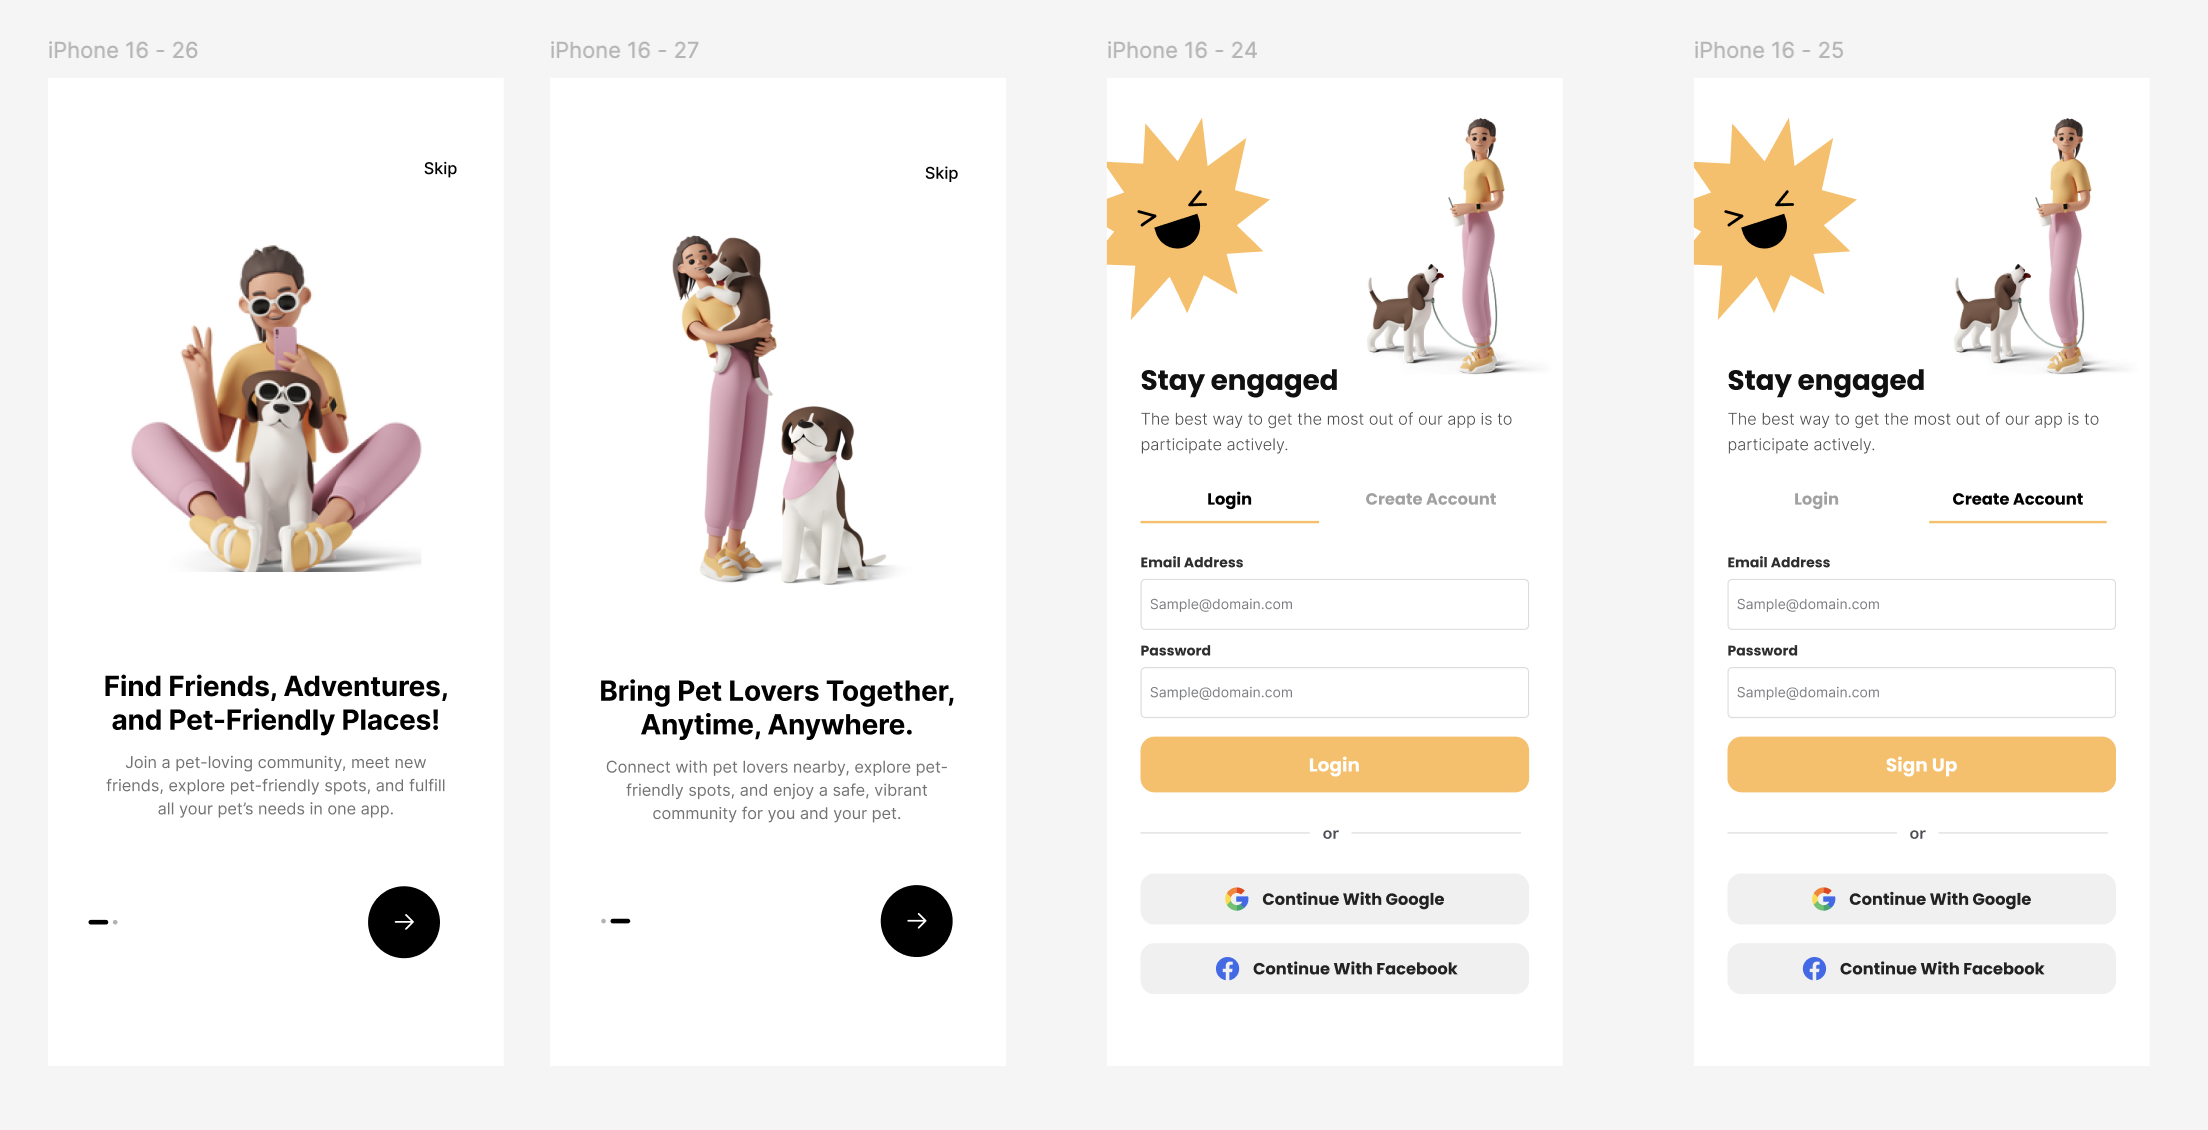 iPhone 16 - 26
Skip
Find Friends, Adventures,
and Pet-Friendly Places!
Join a pet-loving community, meet new
friends, explore pet-friendly spots, and fulfill
all your pet’s needs in one app.
iPhone 16 - 27
Skip
Bring Pet Lovers Together,
Anytime, Anywhere.
Connect with pet lovers nearby, explore pet-
friendly spots, and enjoy a safe, vibrant
community for you and your pet.
iPhone 16 - 24
Stay engaged
The best way to get the most out of our app is to
participate actively.
Login
Create Account
Email Address
Sample@domain.com
Password
Sample@domain.com
Login
or
Continue With Google
Continue With Facebook
iPhone 16 - 25
Stay engaged
The best way to get the most out of our app is to
participate actively.
Login
Create Account
Email Address
Sample@domain.com
Password
Sample@domain.com
Sign Up
or
Continue With Google
Continue With Facebook